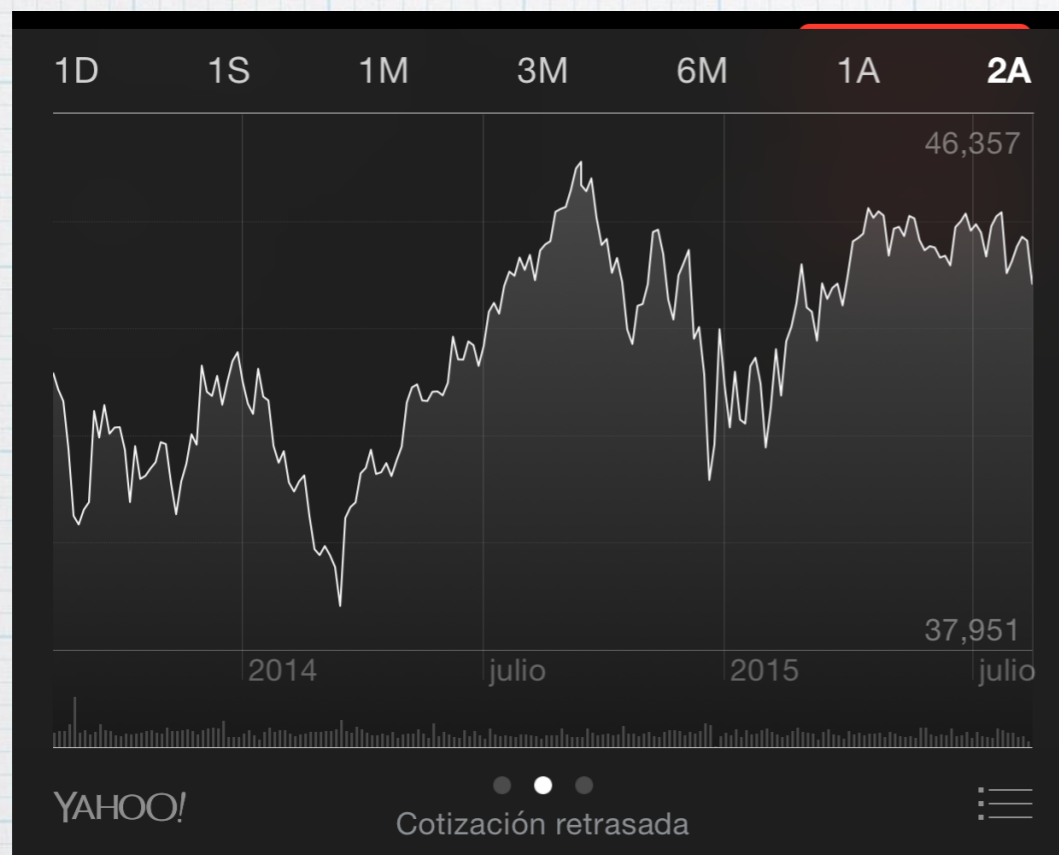 1D 1S 1M 3M 6M 1A 2A
46,357
37,951
2014 julio 2015 julio
YAHOO!
Cotización retrasada